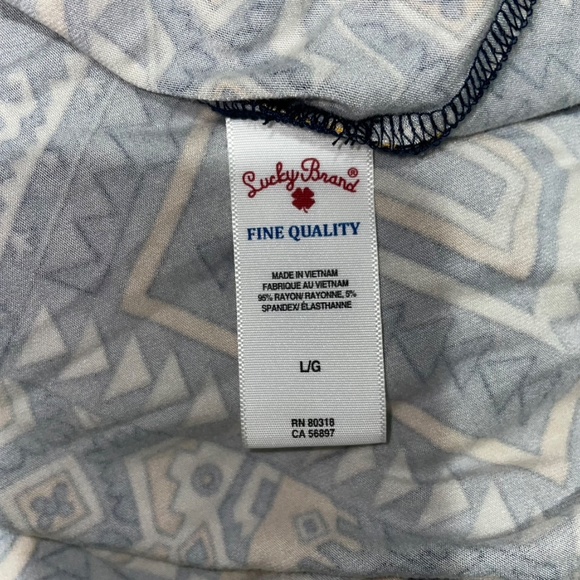 Lucky Brand®
FINE QUALITY
MADE IN VIETNAM
FABRIQUE AU VIETNAM
95% RAYON/ RAYONNE, 5%
SPANDEX/ ÉLASTHANNE
L/G
RN 80318
CA 56897